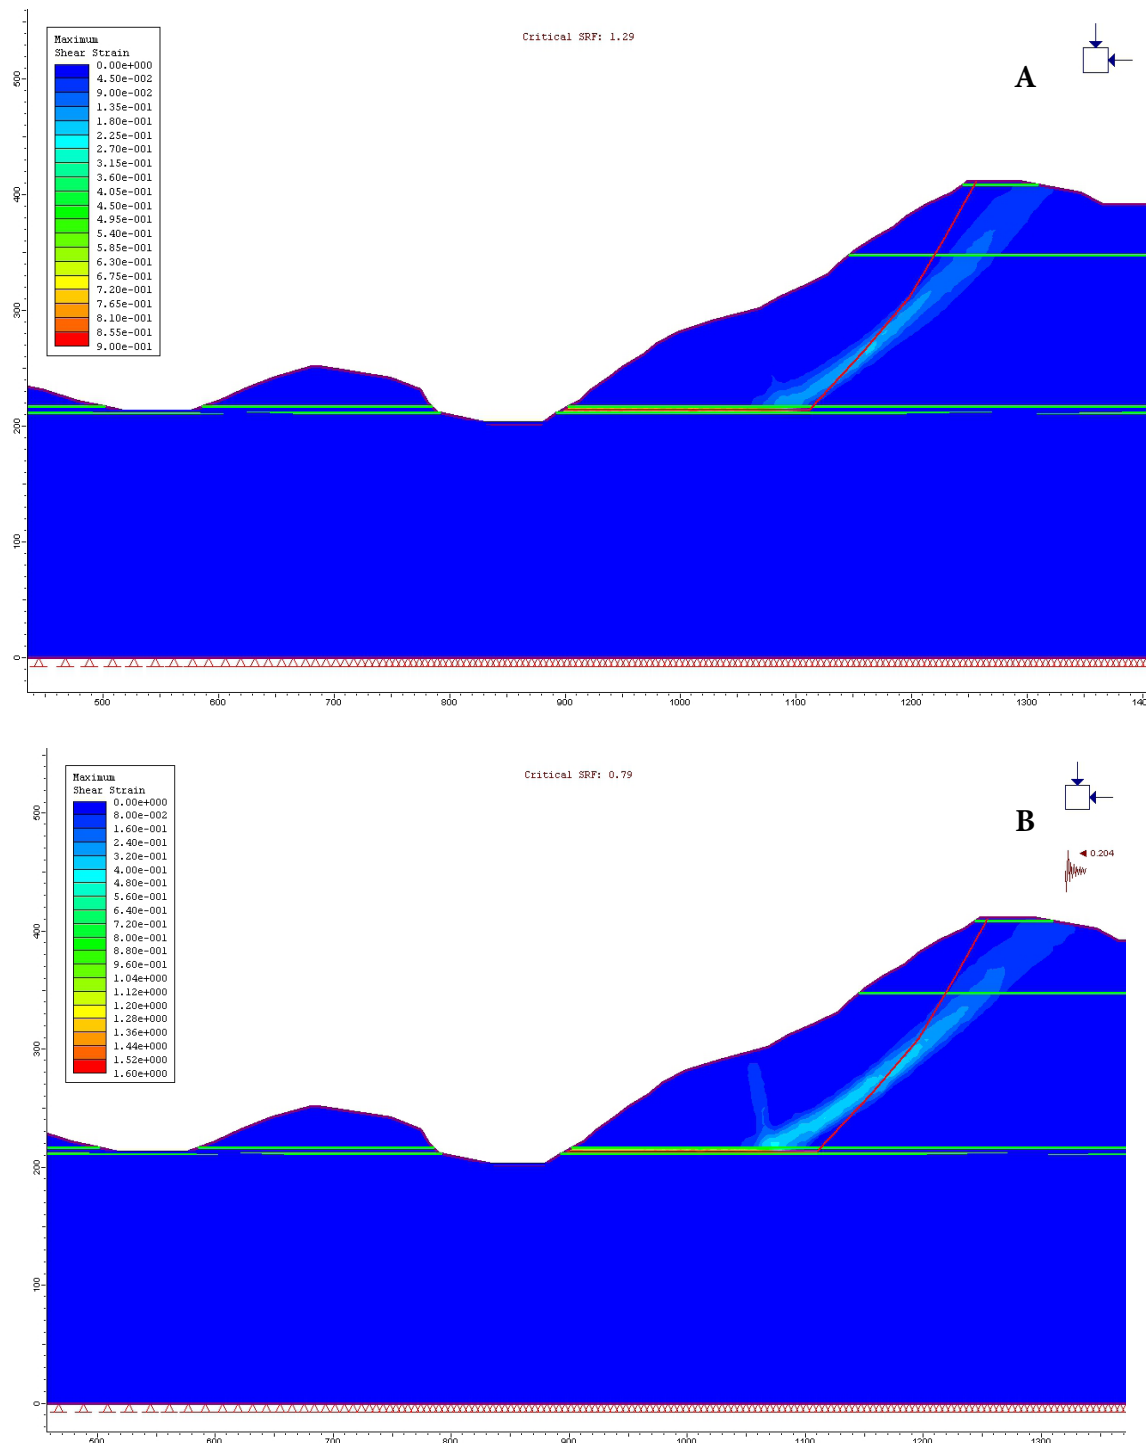 Critical SRF: 1.29
A
Maximum
Shear Strain
0.00e+000
4.50e-002
9.00e-002
1.35e-001
1.80e-001
2.25e-001
2.70e-001
3.15e-001
3.60e-001
4.05e-001
4.50e-001
4.95e-001
5.40e-001
5.85e-001
6.30e-001
6.75e-001
7.20e-001
7.65e-001
8.10e-001
8.55e-001
9.00e-001
500
400
300
200
100
0
500 600 700 800 900 1000 1100 1200 1300 140
Critical SRF: 0.79
B
0.204
Maximum
Shear Strain
0.00e+000
8.00e-002
1.60e-001
2.40e-001
3.20e-001
4.00e-001
4.80e-001
5.60e-001
6.40e-001
7.20e-001
8.00e-001
8.80e-001
9.60e-001
1.04e+000
1.12e+000
1.20e+000
1.28e+000
1.36e+000
1.44e+000
1.52e+000
1.60e+000
500
400
300
200
100
0
500 600 700 800 900 1000 1100 1200 1300